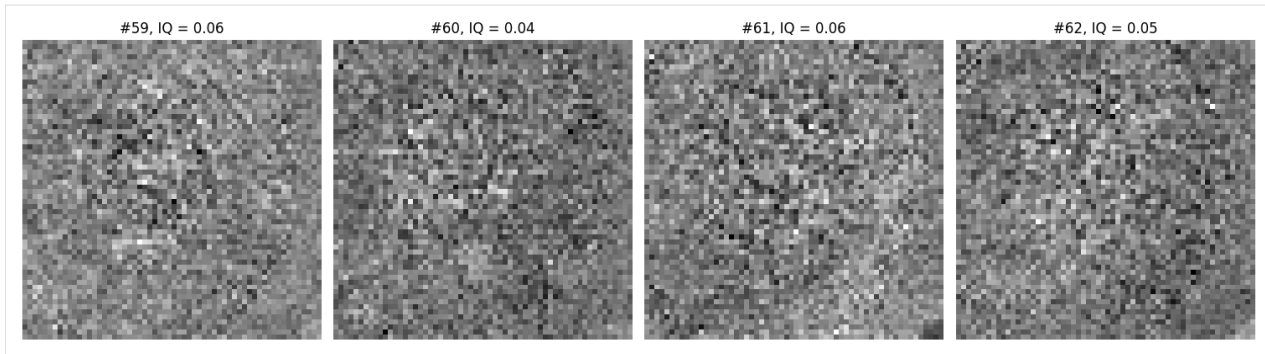 #59, IQ = 0.06
#60, IQ = 0.04
#61, IQ = 0.06
#62, IQ = 0.05